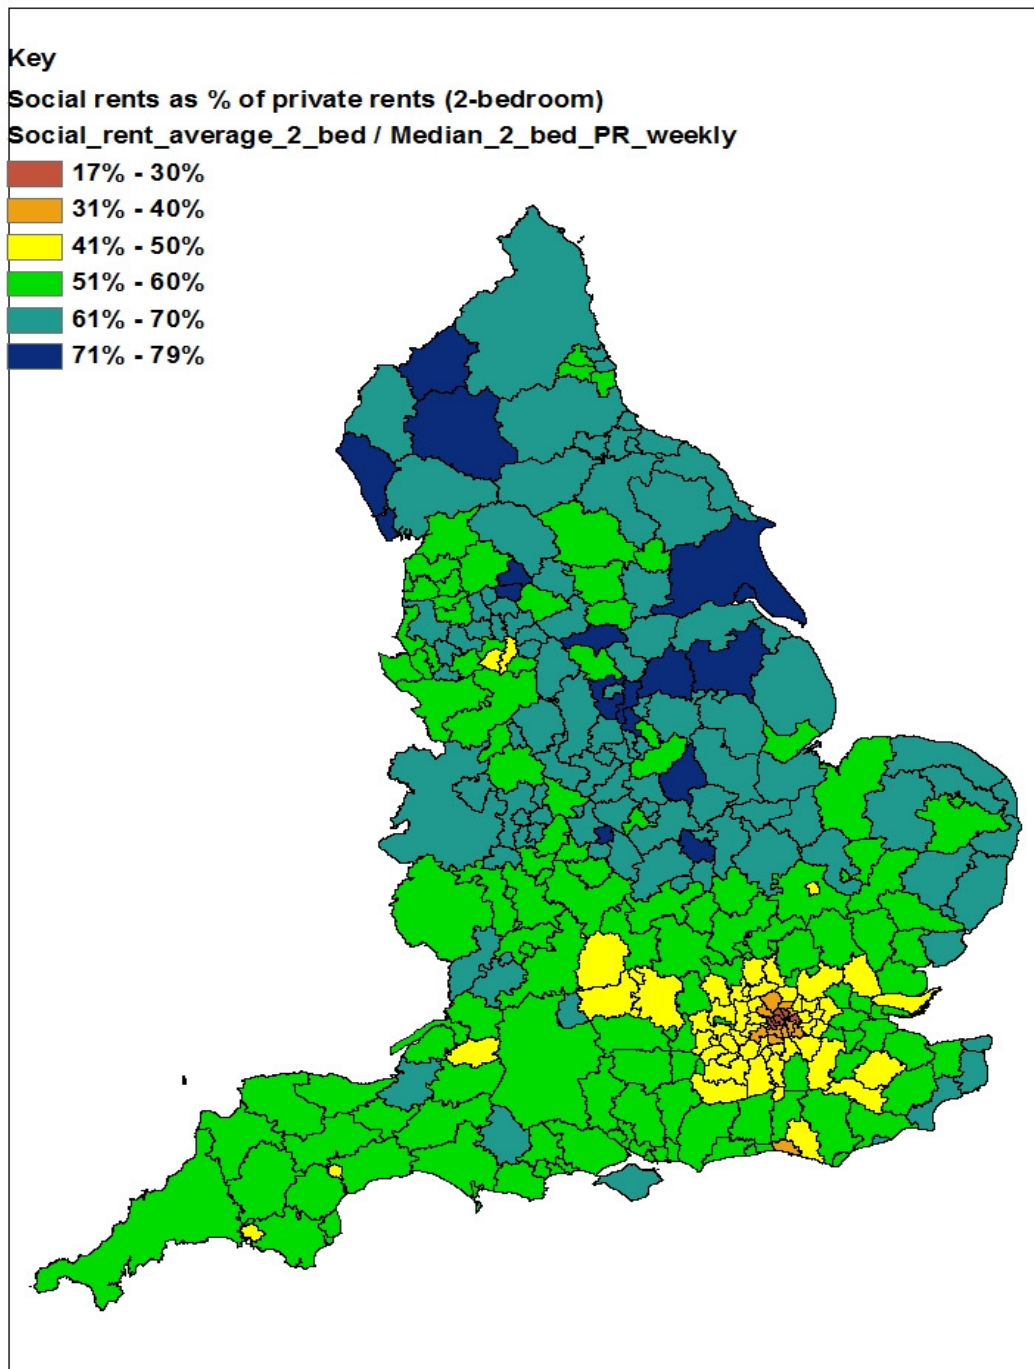 Key
Social rents as % of private rents (2-bedroom)
Social_rent_average_2_bed / Median_2_bed_PR_weekly
17% - 30%
31% - 40%
41% - 50%
51% - 60%
61% - 70%
71% - 79%